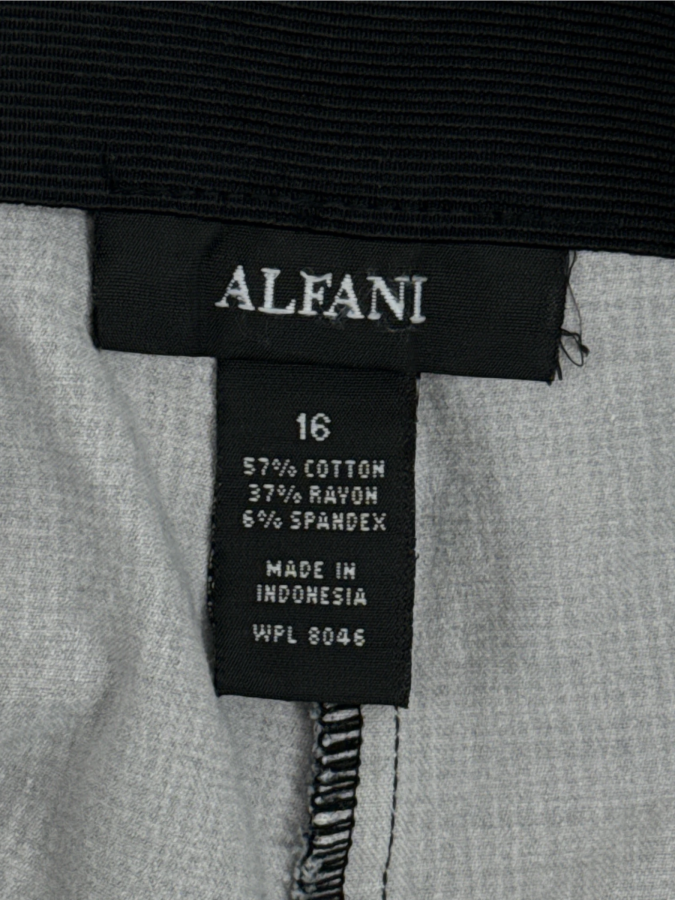 ALFANI
16
57% COTTON
37% RAYON
6% SPANDEX
MADE IN
INDONESIA
WPL 8046